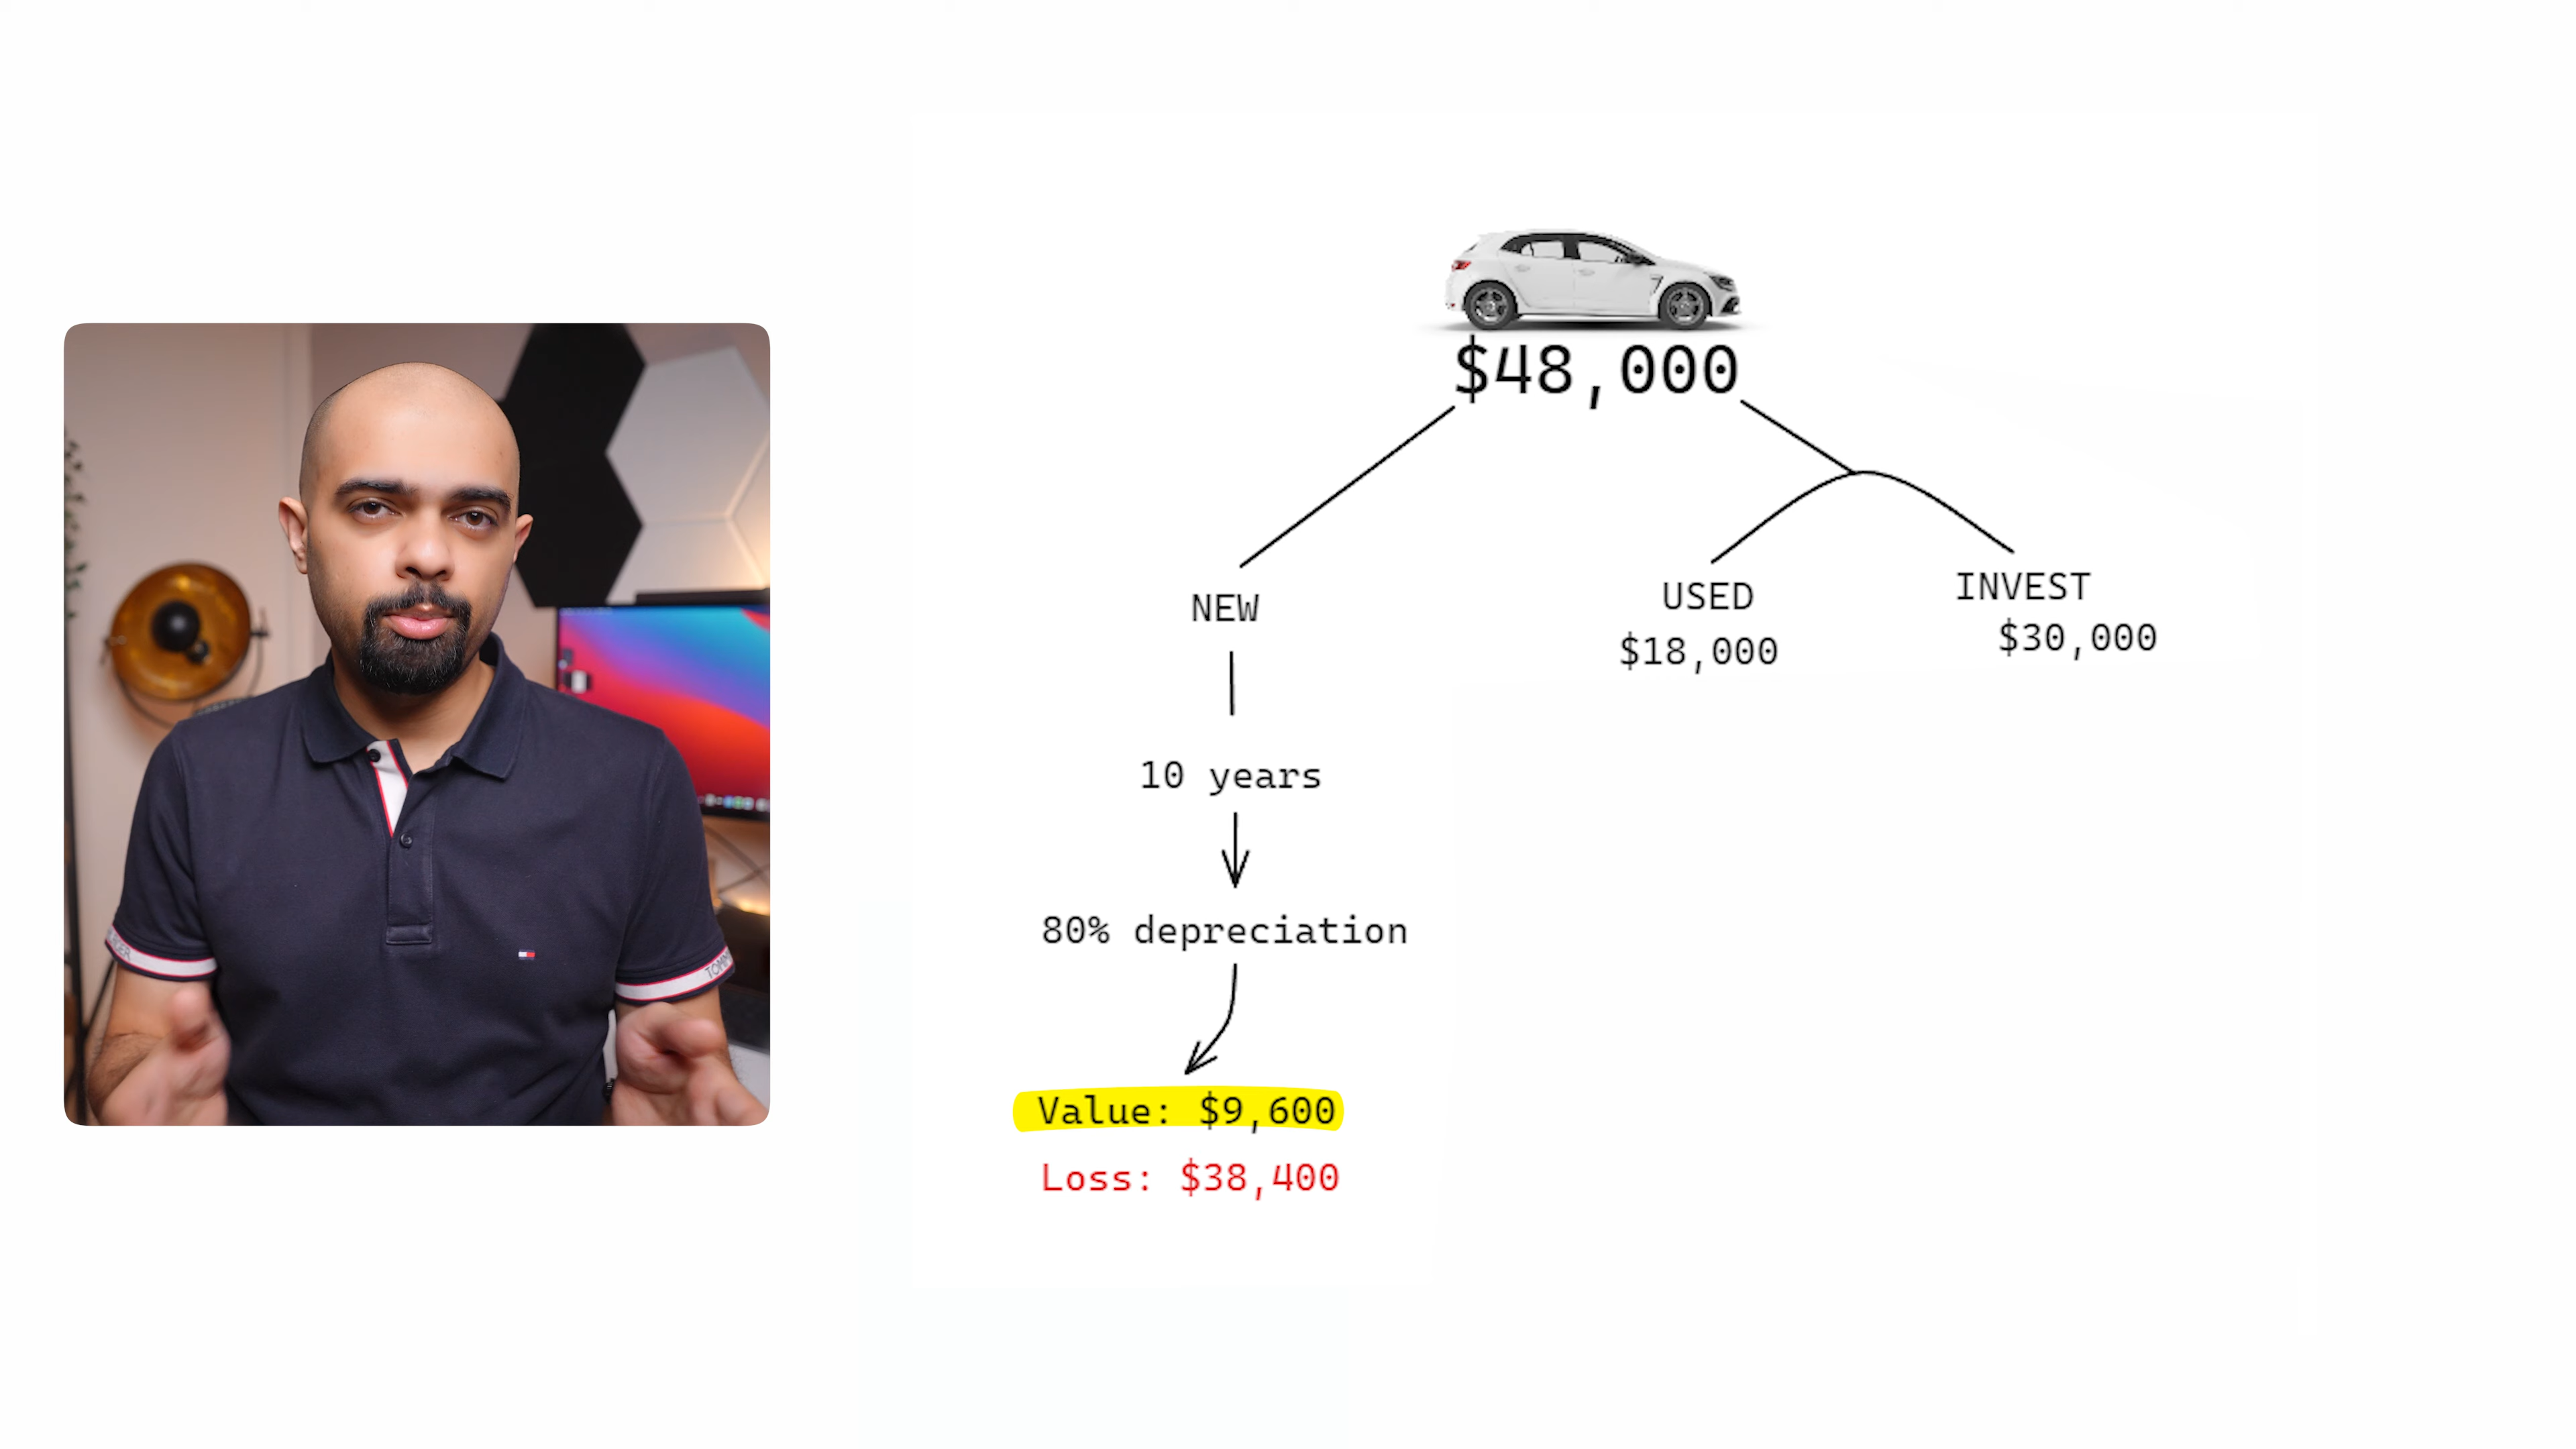 $48,000
NEW
USED
INVEST
$18,000
$30,000
10 years
80% depreciation
Value: $9,600
Loss: $38,400
TOMM